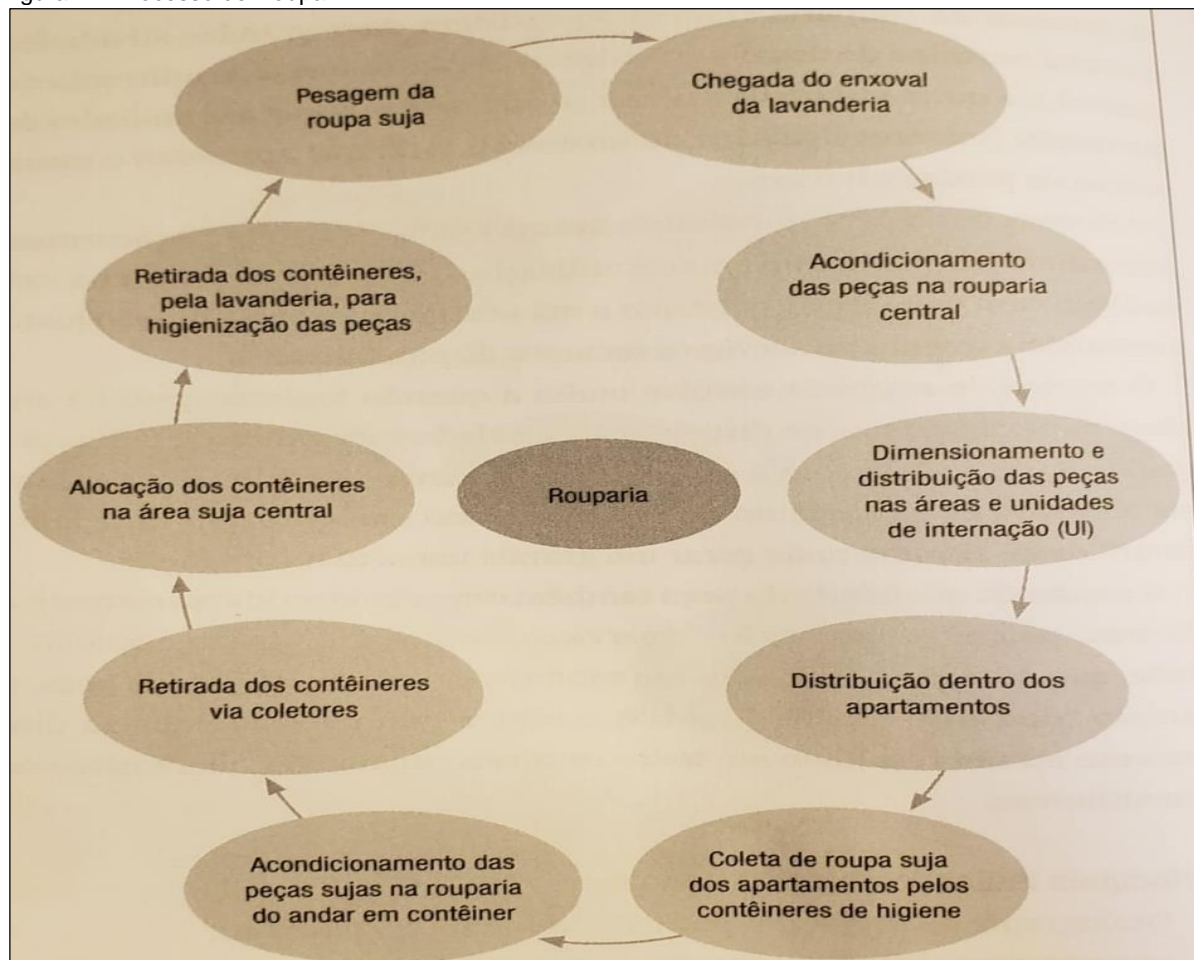 Pesagem da
roupa suja
Chegada do enxoval
da lavanderia
Acondicionamento
das peças na rouparia
central
Dimensionamento e
distribuição das peças
nas áreas e unidades
de internação (UI)
Distribuição dentro dos
apartamentos
Coleta de roupa suja
dos apartamentos pelos
contêineres de higiene
Acondicionamento das
peças sujas na rouparia
do andar em contêiner
Retirada dos contêineres
via coletores
Alocação dos contêineres
na área suja central
Retirada dos contêineres,
pela lavanderia, para
higienização das peças
Rouparia